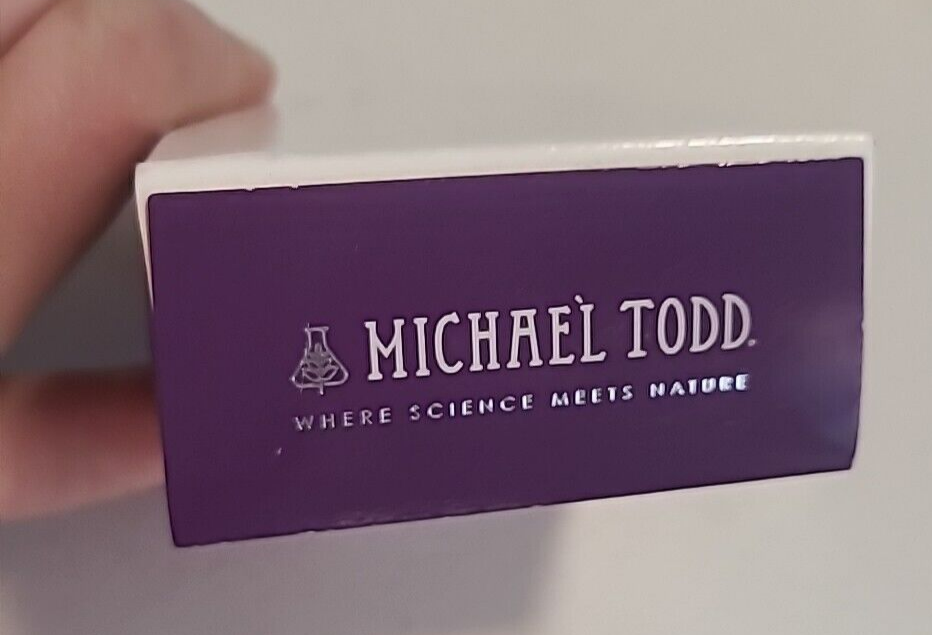 MICHAEL TODD.
WHERE SCIENCE MEETS NATURE